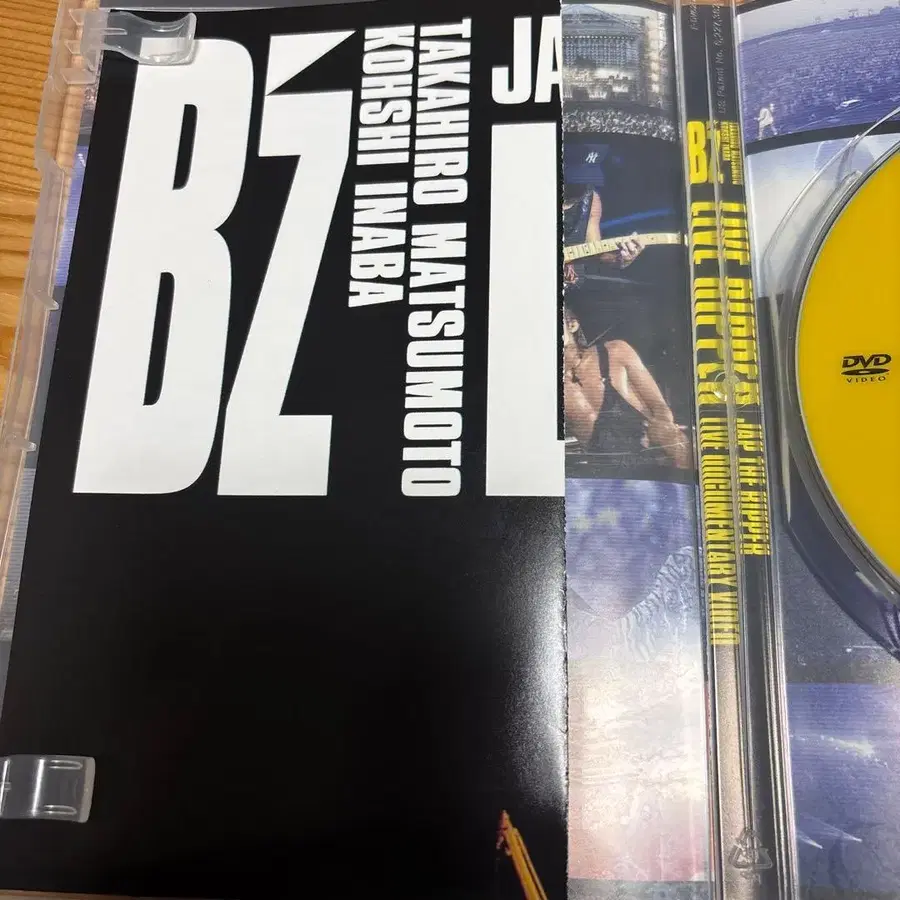 B'z
TAKAHIRO MATSUMOTO
KOHSHI INABA
JA
L
B'z
LIVE RIPPER
JAP THE RIPPER
LIVE DOCUMENTARY VIDEO
DVD
VIDEO